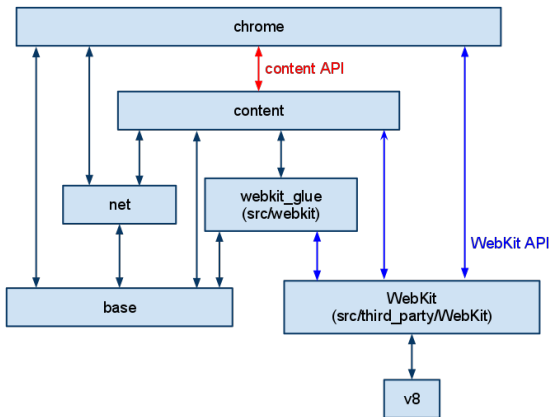 chrome
content API
content
webkit_glue
(src/webkit)
net
WebKit API
base
WebKit
(src/third_party/WebKit)
v8